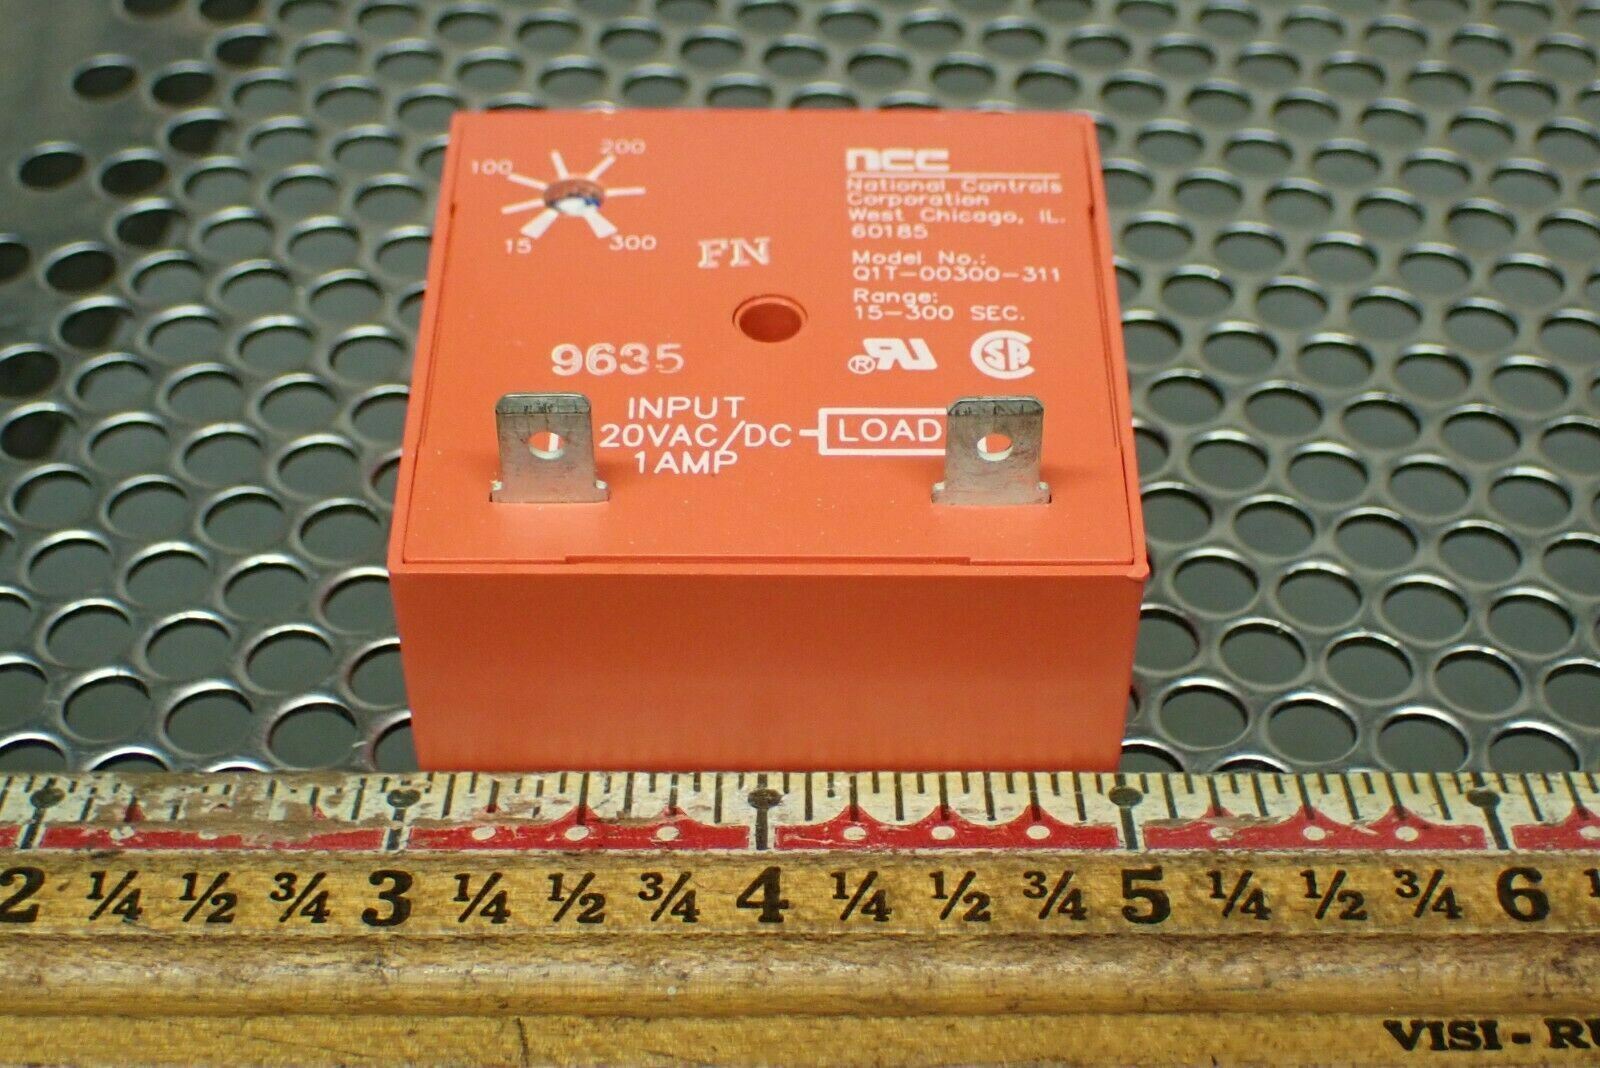 200
100
15
300
FN
9635
ncc
National Controls
Corporation
West Chicago, IL.
60185
Model No.:
Q1T-00300-311
Range:
15-300 SEC.
® RU
CSA
INPUT
20VAC/DC
LOAD
1AMP
2 1/4 1/2 3/4 3 1/4 1/2 3/4 4 1/4 1/2 3/4 5 1/4 1/2 3/4 6
VISI-